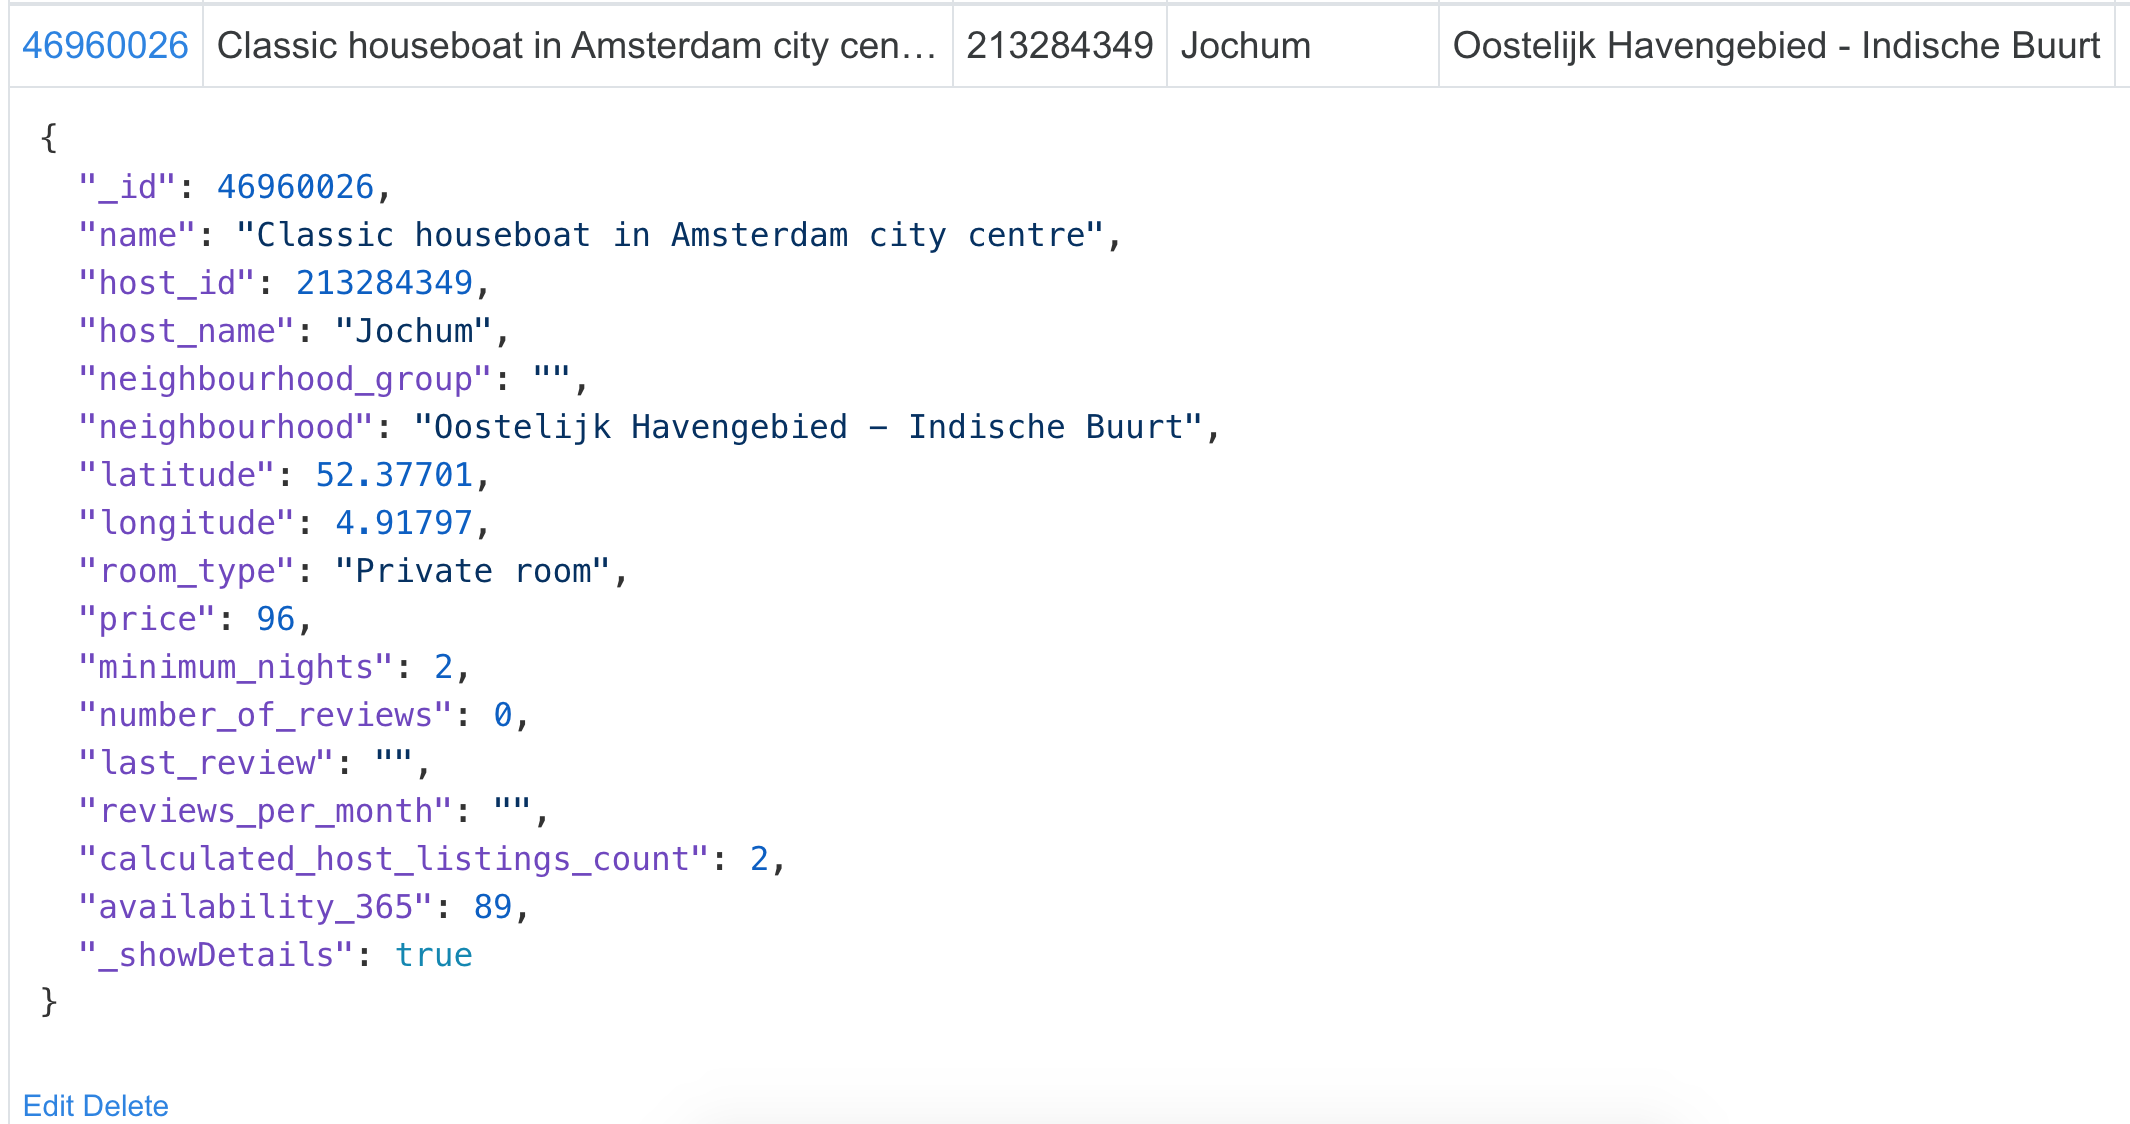 46960026 Classic houseboat in Amsterdam city cen… 213284349 Jochum Oostelijk Havengebied - Indische Buurt
{
  "_id": 46960026,
  "name": "Classic houseboat in Amsterdam city centre",
  "host_id": 213284349,
  "host_name": "Jochum",
  "neighbourhood_group": "",
  "neighbourhood": "Oostelijk Havengebied - Indische Buurt",
  "latitude": 52.37701,
  "longitude": 4.91797,
  "room_type": "Private room",
  "price": 96,
  "minimum_nights": 2,
  "number_of_reviews": 0,
  "last_review": "",
  "reviews_per_month": "",
  "calculated_host_listings_count": 2,
  "availability_365": 89,
  "_showDetails": true
}
Edit Delete